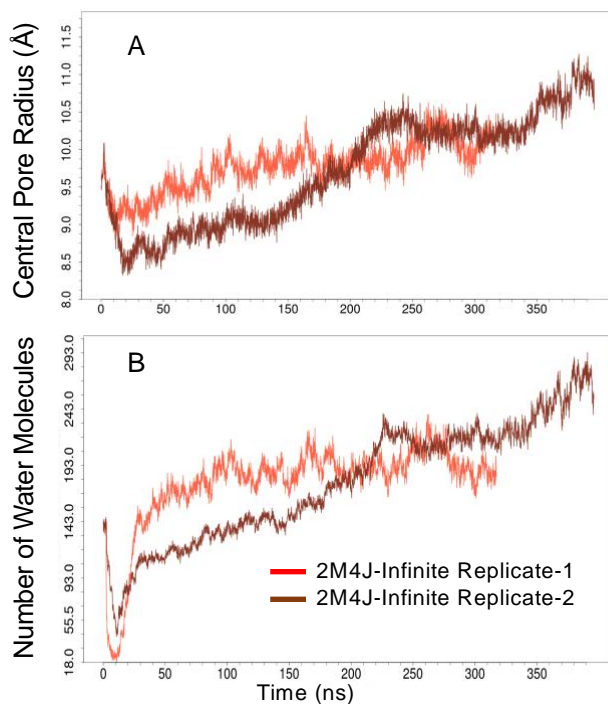 Central Pore Radius (Å)
A
11.5
11.0
10.5
10.0
9.5
9.0
8.5
8.0
0 50 100 150 200 250 300 350
Number of Water Molecules
B
293.0
243.0
193.0
143.0
93.0
55.5
18.0
2M4J-Infinite Replicate-1
2M4J-Infinite Replicate-2
0 50 100 150 200 250 300 350
Time (ns)